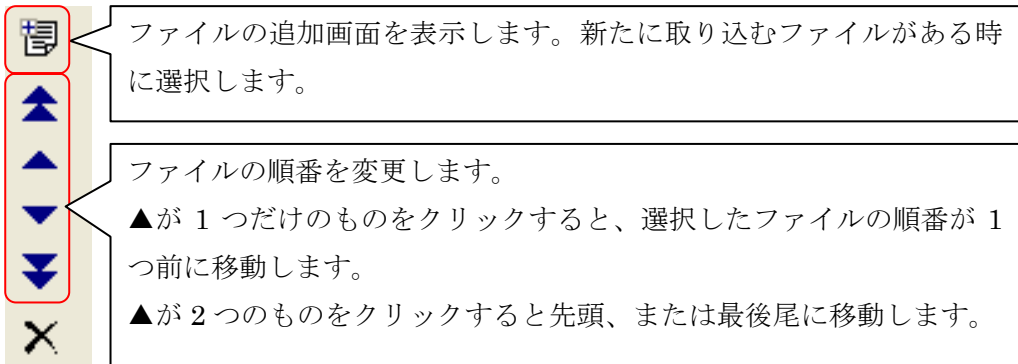 ファイルの追加画面を表示します。新たに取り込むファイルがある時
に選択します。
ファイルの順番を変更します。
▲が 1 つだけのものをクリックすると、選択したファイルの順番が 1
つ前に移動します。
▲が 2 つのものをクリックすると先頭、または最後尾に移動します。